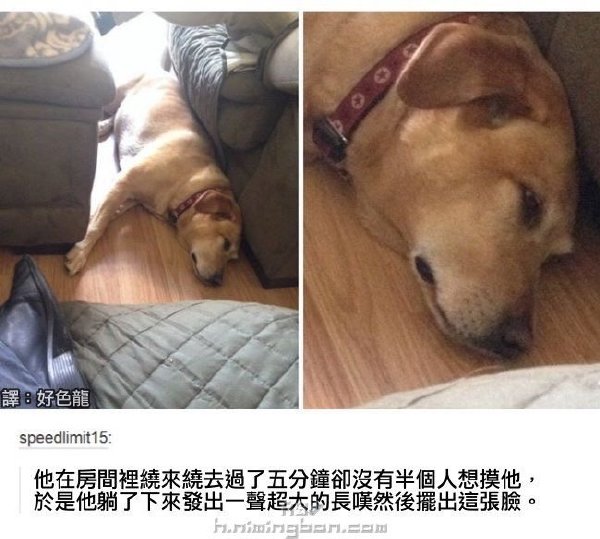 譯：好色龍
speedlimit15:
他在房間裡繞來繞去過了五分鐘卻沒有半個人想摸他，
於是他躺了下來發出一聲超大的長嘆然後擺出這張臉。
h.nimingban.com